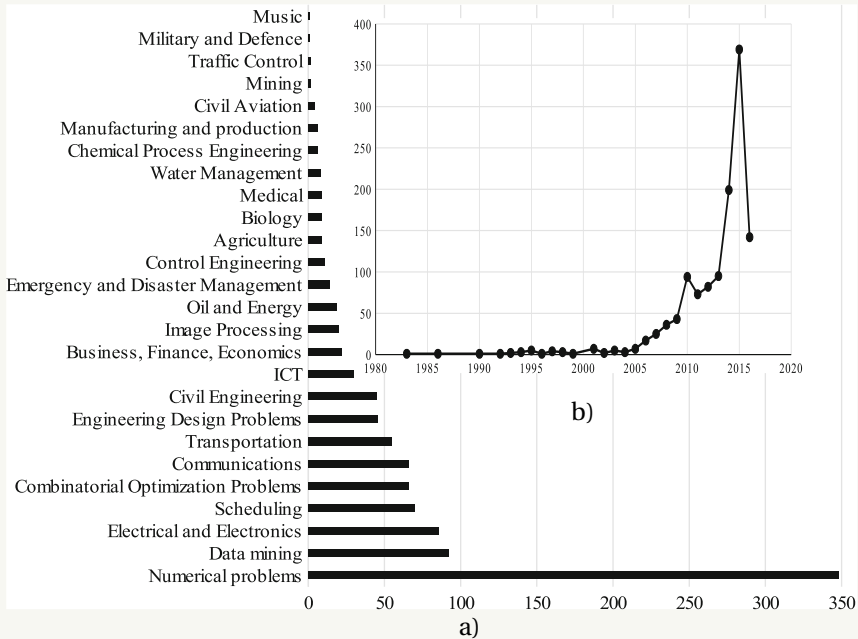 Music
Military and Defence
Traffic Control
Mining
Civil Aviation
Manufacturing and production
Chemical Process Engineering
Water Management
Medical
Biology
Agriculture
Control Engineering
Emergency and Disaster Management
Oil and Energy
Image Processing
Business, Finance, Economics
ICT
Civil Engineering
Engineering Design Problems
Transportation
Communications
Combinatorial Optimization Problems
Scheduling
Electrical and Electronics
Data mining
Numerical problems
0 50 100 150 200 250 300 350
a)
400
350
300
250
200
150
100
50
0
1980 1985 1990 1995 2000 2005 2010 2015 2020
b)